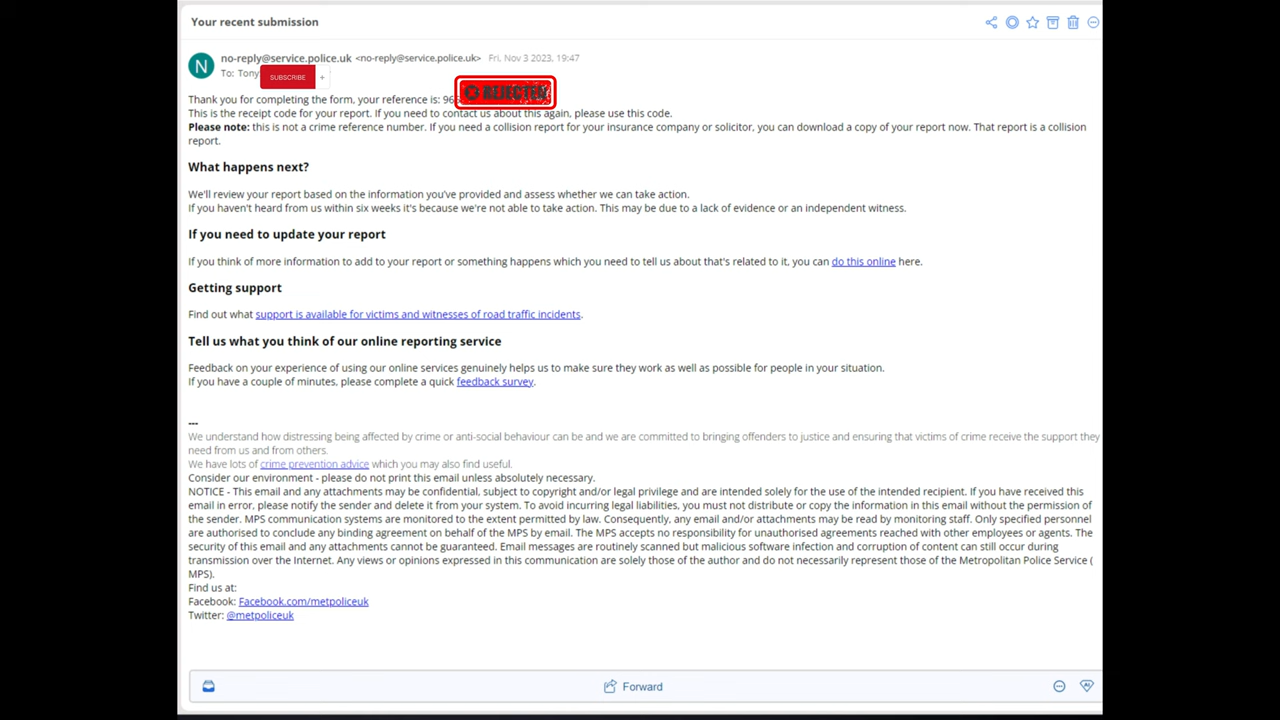 Your recent submission
N
no-reply@service.police.uk <no-reply@service.police.uk> Fri, Nov 3 2023, 19:47
To: Tony
SUBSCRIBE +
REJECTED
Thank you for completing the form, your reference is: 96
This is the receipt code for your report. If you need to contact us about this again, please use this code.
Please note: this is not a crime reference number. If you need a collision report for your insurance company or solicitor, you can download a copy of your report now. That report is a collision
report.
What happens next?
We'll review your report based on the information you've provided and assess whether we can take action.
If you haven't heard from us within six weeks it's because we're not able to take action. This may be due to a lack of evidence or an independent witness.
If you need to update your report
If you think of more information to add to your report or something happens which you need to tell us about that's related to it, you can do this online here.
Getting support
Find out what support is available for victims and witnesses of road traffic incidents.
Tell us what you think of our online reporting service
Feedback on your experience of using our online services genuinely helps us to make sure they work as well as possible for people in your situation.
If you have a couple of minutes, please complete a quick feedback survey.
---
We understand how distressing being affected by crime or anti-social behaviour can be and we are committed to bringing offenders to justice and ensuring that victims of crime receive the support they
need from us and from others.
We have lots of crime prevention advice which you may also find useful.
Consider our environment - please do not print this email unless absolutely necessary.
NOTICE - This email and any attachments may be confidential, subject to copyright and/or legal privilege and are intended solely for the use of the intended recipient. If you have received this
email in error, please notify the sender and delete it from your system. To avoid incurring legal liabilities, you must not distribute or copy the information in this email without the permission of
the sender. MPS communication systems are monitored to the extent permitted by law. Consequently, any email and/or attachments may be read by monitoring staff. Only specified personnel
are authorised to conclude any binding agreement on behalf of the MPS by email. The MPS accepts no responsibility for unauthorised agreements reached with other employees or agents. The
security of this email and any attachments cannot be guaranteed. Email messages are routinely scanned but malicious software infection and corruption of content can still occur during
transmission over the Internet. Any views or opinions expressed in this communication are solely those of the author and do not necessarily represent those of the Metropolitan Police Service (
MPS).
Find us at:
Facebook: Facebook.com/metpoliceuk
Twitter: @metpoliceuk
Forward